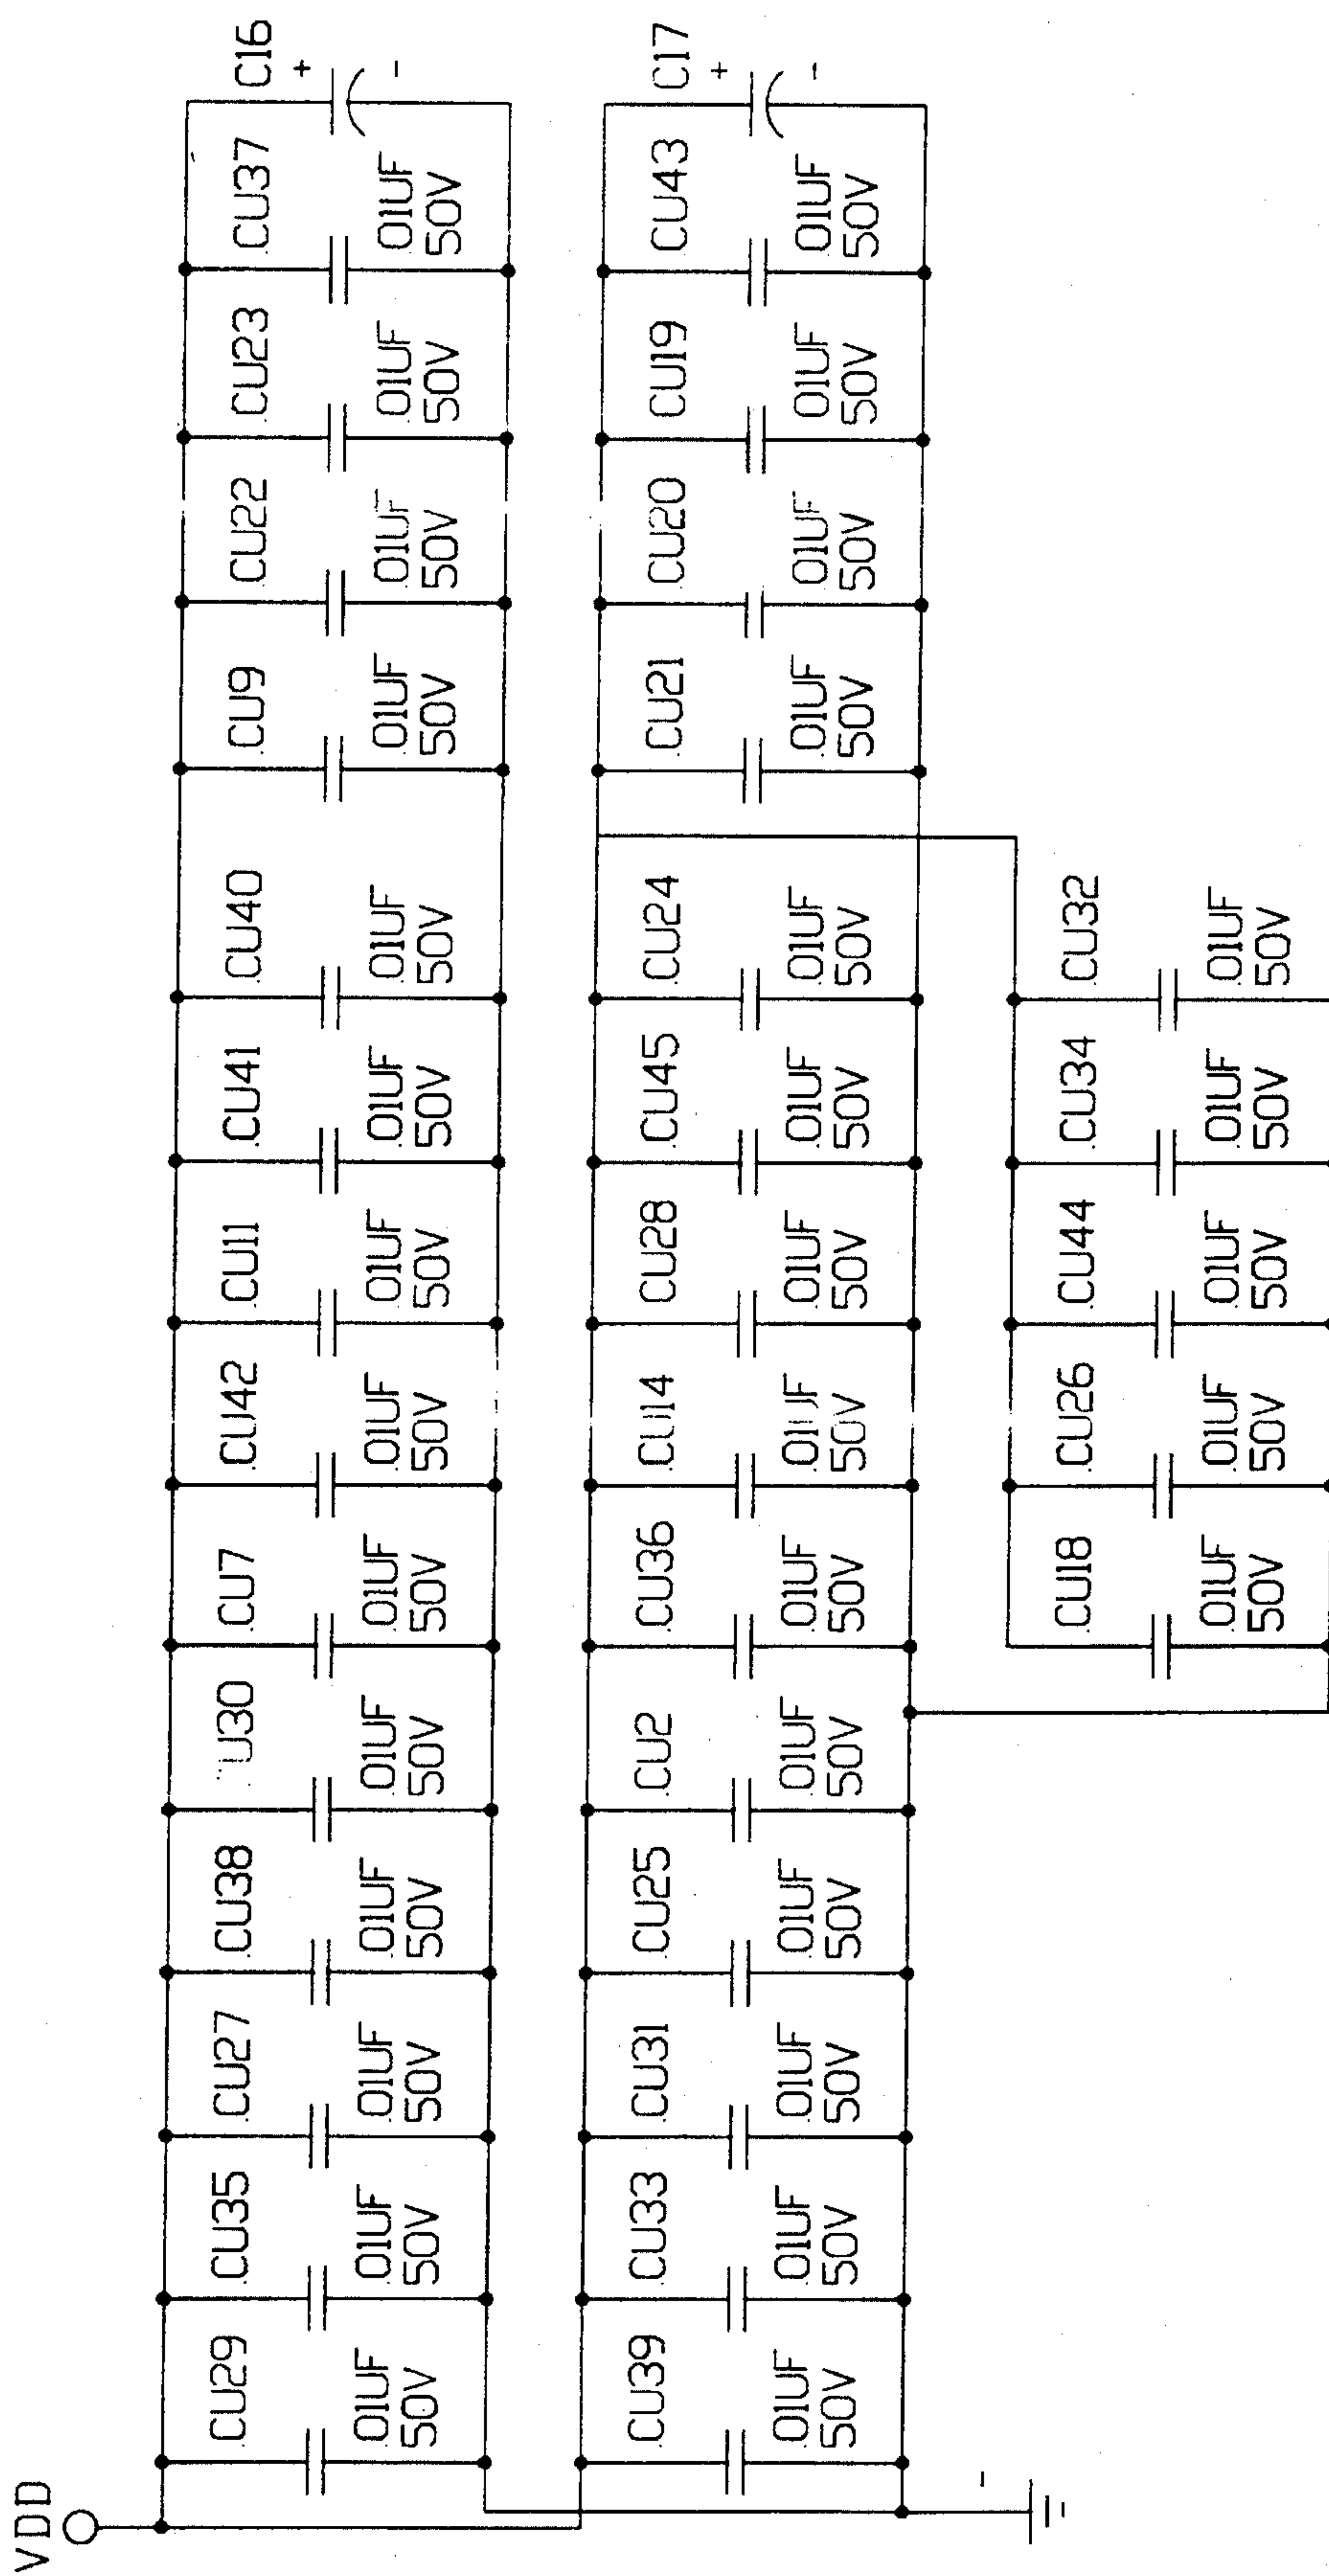 VDD
.CU29 .CU35 .CU27 .CU38 U30 .CU7 .CU42 .CU11 .CU41 .CU40 .CU9 .CU22 .CU23 .CU37 C16
+
-
.01UF .01UF .01UF .01UF .01UF .01UF .01UF .01UF .01UF .01UF .01UF .01UF .01UF .01UF
50V 50V 50V 50V 50V 50V 50V 50V 50V 50V 50V 50V 50V 50V
.CU39 .CU33 .CU31 .CU25 .CU2 .CU36 .CU14 .CU28 .CU45 .CU24 .CU21 .CU20 .CU19 .CU43 C17
+
-
.01UF .01UF .01UF .01UF .01UF .01UF .01UF .01UF .01UF .01UF .01UF .01UF .01UF .01UF
50V 50V 50V 50V 50V 50V 50V 50V 50V 50V 50V 50V 50V 50V
.CU18 .CU26 .CU44 .CU34 .CU32
.01UF .01UF .01UF .01UF .01UF
50V 50V 50V 50V 50V